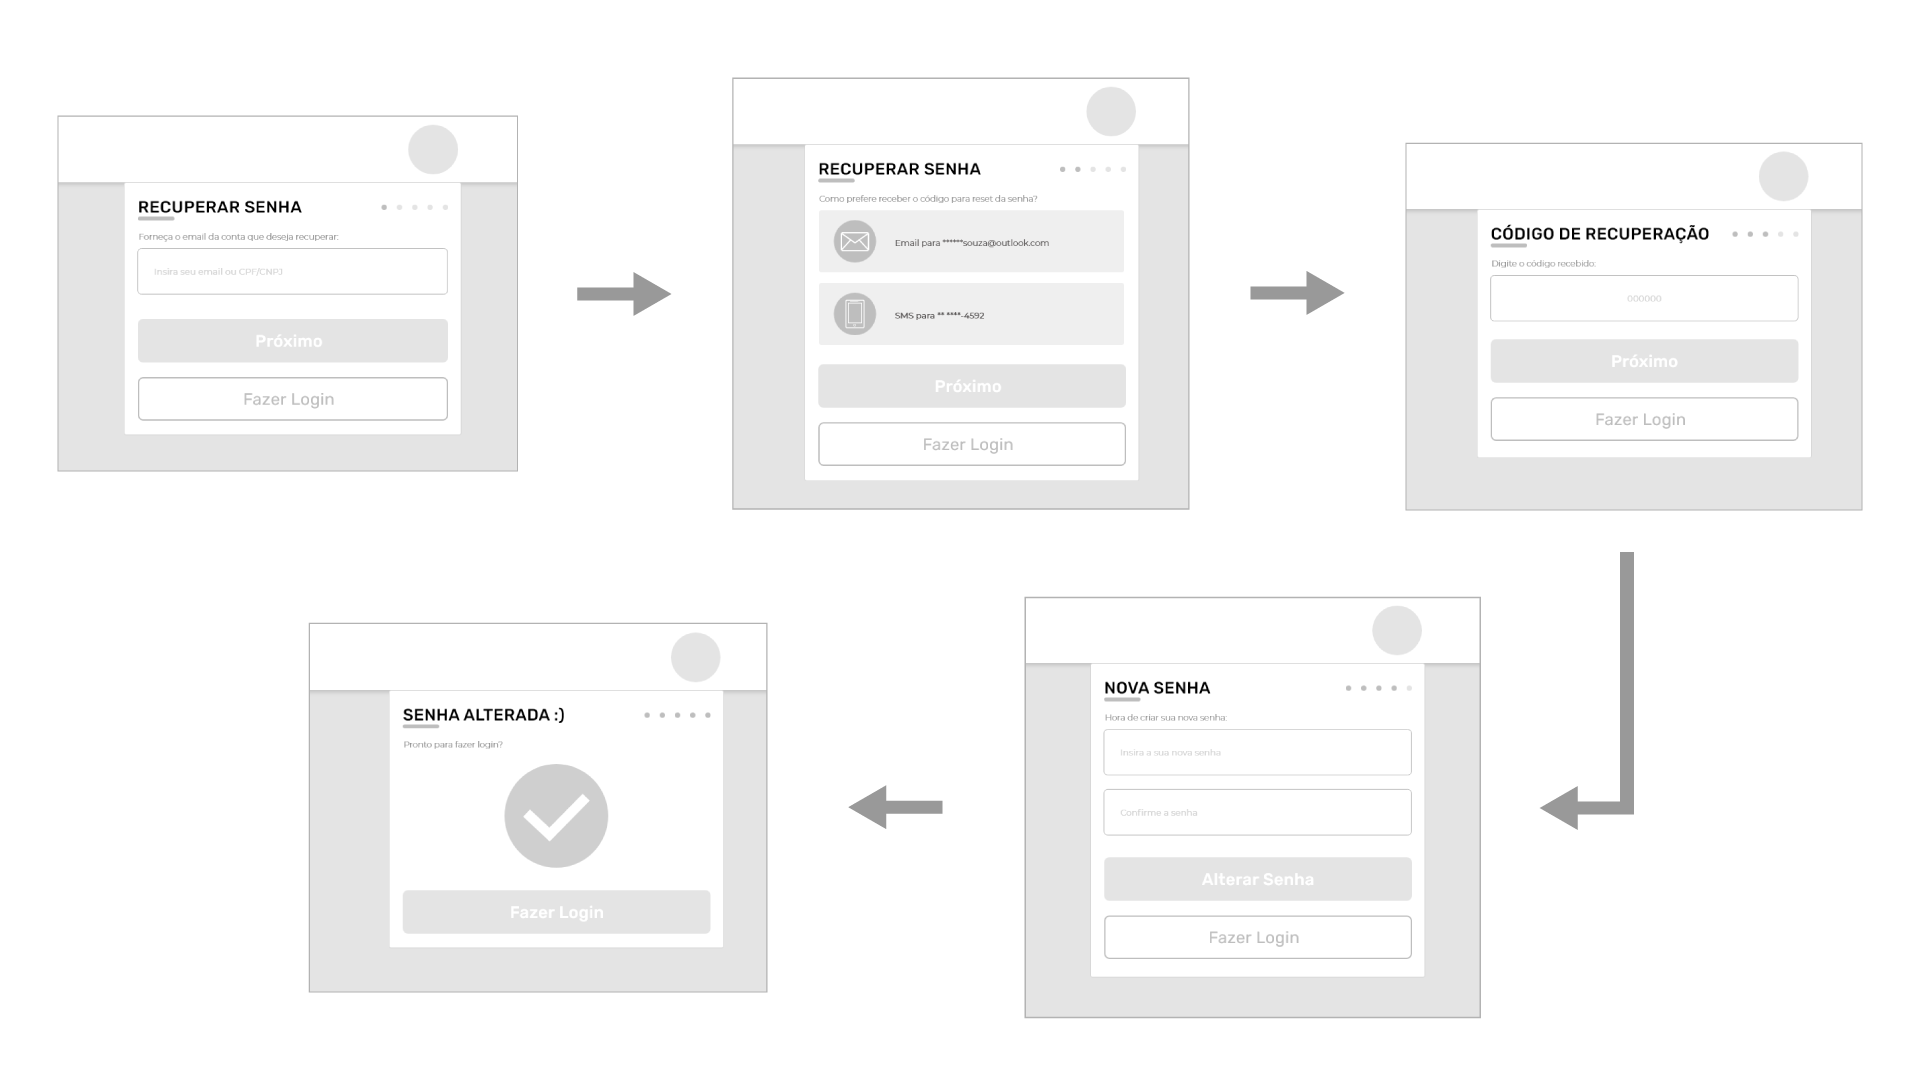 RECUPERAR SENHA
Forneça o email da conta que deseja recuperar:
Insira seu email ou CPF/CNPJ
Próximo
Fazer Login
RECUPERAR SENHA
Como prefere receber o código para reset da senha?
Email para ******souza@outlook.com
SMS para ** ****-4592
Próximo
Fazer Login
CÓDIGO DE RECUPERAÇÃO
Digite o código recebido:
000000
Próximo
Fazer Login
NOVA SENHA
Hora de criar sua nova senha:
Insira a sua nova senha
Confirme a senha
Alterar Senha
Fazer Login
SENHA ALTERADA :)
Pronto para fazer login?
Fazer Login